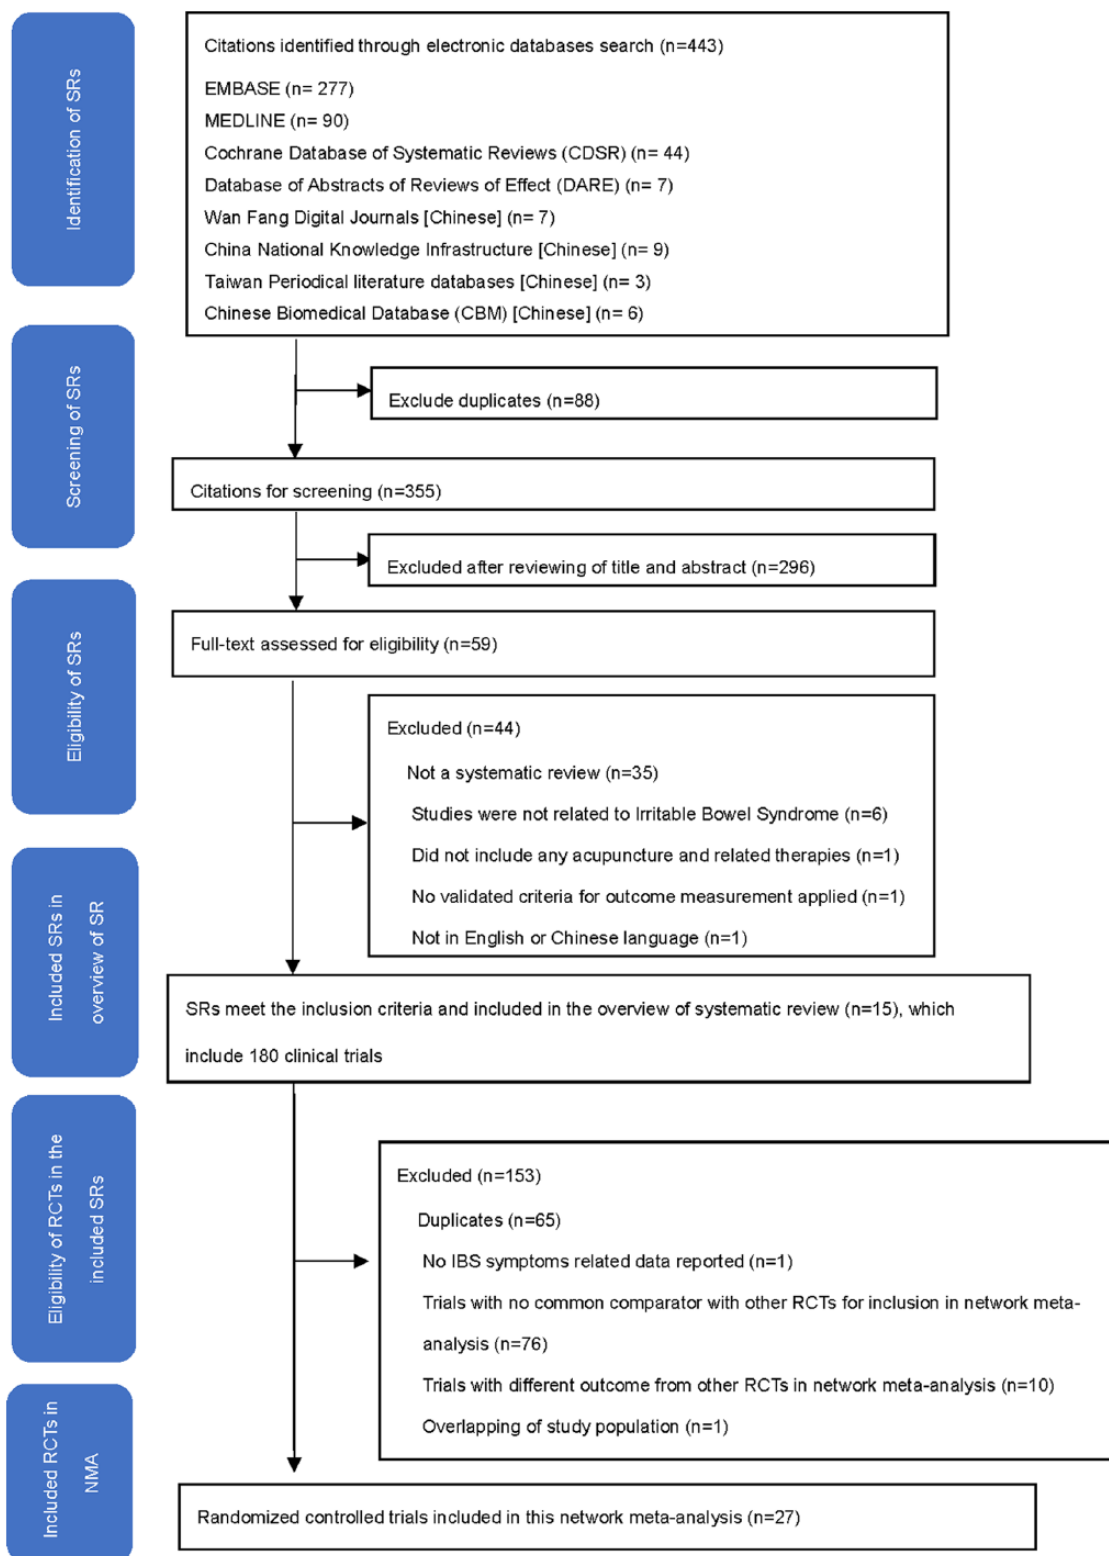 Identification of SRs
Citations identified through electronic databases search (n=443)
EMBASE (n= 277)
MEDLINE (n= 90)
Cochrane Database of Systematic Reviews (CDSR) (n= 44)
Database of Abstracts of Reviews of Effect (DARE) (n= 7)
Wan Fang Digital Journals [Chinese] (n= 7)
China National Knowledge Infrastructure [Chinese] (n= 9)
Taiwan Periodical literature databases [Chinese] (n= 3)
Chinese Biomedical Database (CBM) [Chinese] (n= 6)
Screening of SRs
Exclude duplicates (n=88)
Citations for screening (n=355)
Excluded after reviewing of title and abstract (n=296)
Eligibility of SRs
Full-text assessed for eligibility (n=59)
Excluded (n=44)
Not a systematic review (n=35)
Studies were not related to Irritable Bowel Syndrome (n=6)
Did not include any acupuncture and related therapies (n=1)
No validated criteria for outcome measurement applied (n=1)
Not in English or Chinese language (n=1)
Included SRs in
overview of SR
SRs meet the inclusion criteria and included in the overview of systematic review (n=15), which
include 180 clinical trials
Eligibility of RCTs in the
included SRs
Excluded (n=153)
Duplicates (n=65)
No IBS symptoms related data reported (n=1)
Trials with no common comparator with other RCTs for inclusion in network meta-
analysis (n=76)
Trials with different outcome from other RCTs in network meta-analysis (n=10)
Overlapping of study population (n=1)
Included RCTs in
NMA
Randomized controlled trials included in this network meta-analysis (n=27)